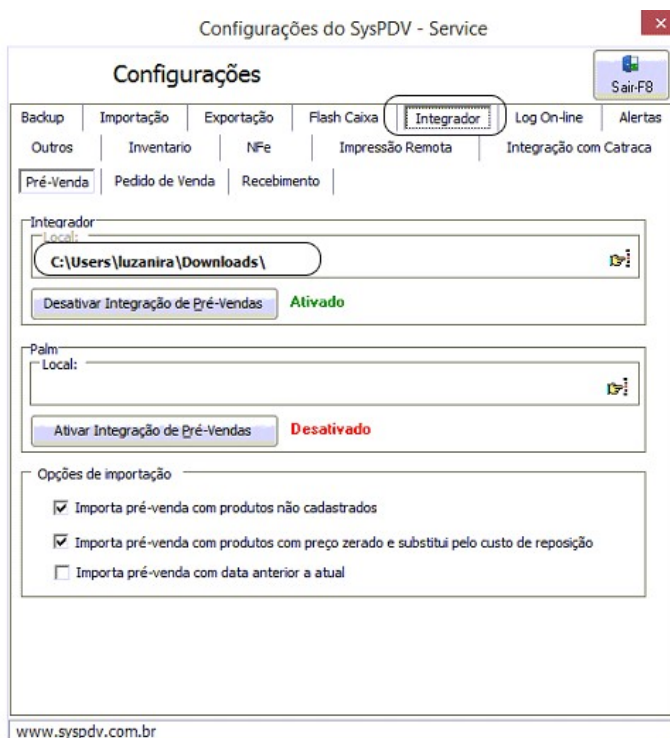 Configurações do SysPDV - Service
Configurações
Sair-F8
Backup Importação Exportação Flash Caixa Integrador Log On-line Alertas
Outros Inventario NFe Impressão Remota Integração com Catraca
Pré-Venda Pedido de Venda Recebimento
Integrador
Local:
C:\Users\luzanira\Downloads\
Desativar Integração de Pré-Vendas Ativado
Palm
Local:
Ativar Integração de Pré-Vendas Desativado
Opções de importação
Importa pré-venda com produtos não cadastrados
Importa pré-venda com produtos com preço zerado e substitui pelo custo de reposição
Importa pré-venda com data anterior a atual
www.syspdv.com.br